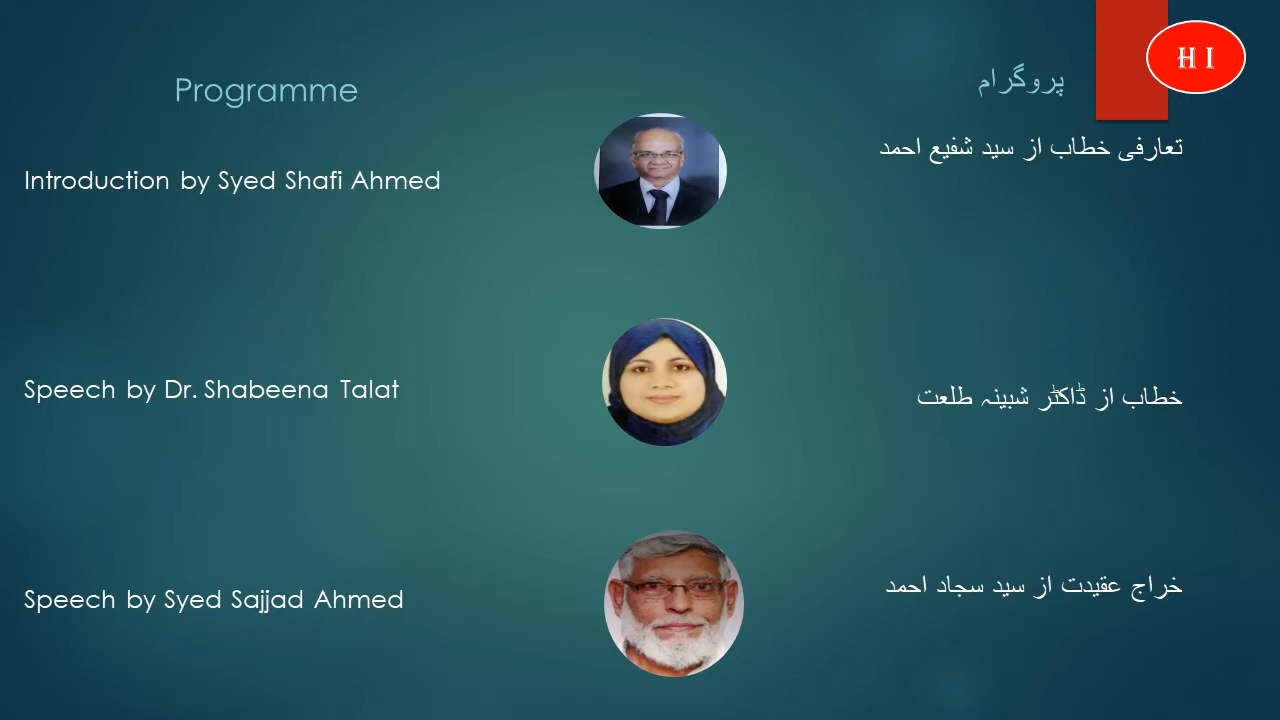 H I
Programme
پروگرام
Introduction by Syed Shafi Ahmed
تعارفی خطاب از سید شفیع احمد
Speech by Dr. Shabeena Talat
خطاب از ڈاکٹر شبینہ طلعت
Speech by Syed Sajjad Ahmed
خراج عقیدت از سید سجاد احمد